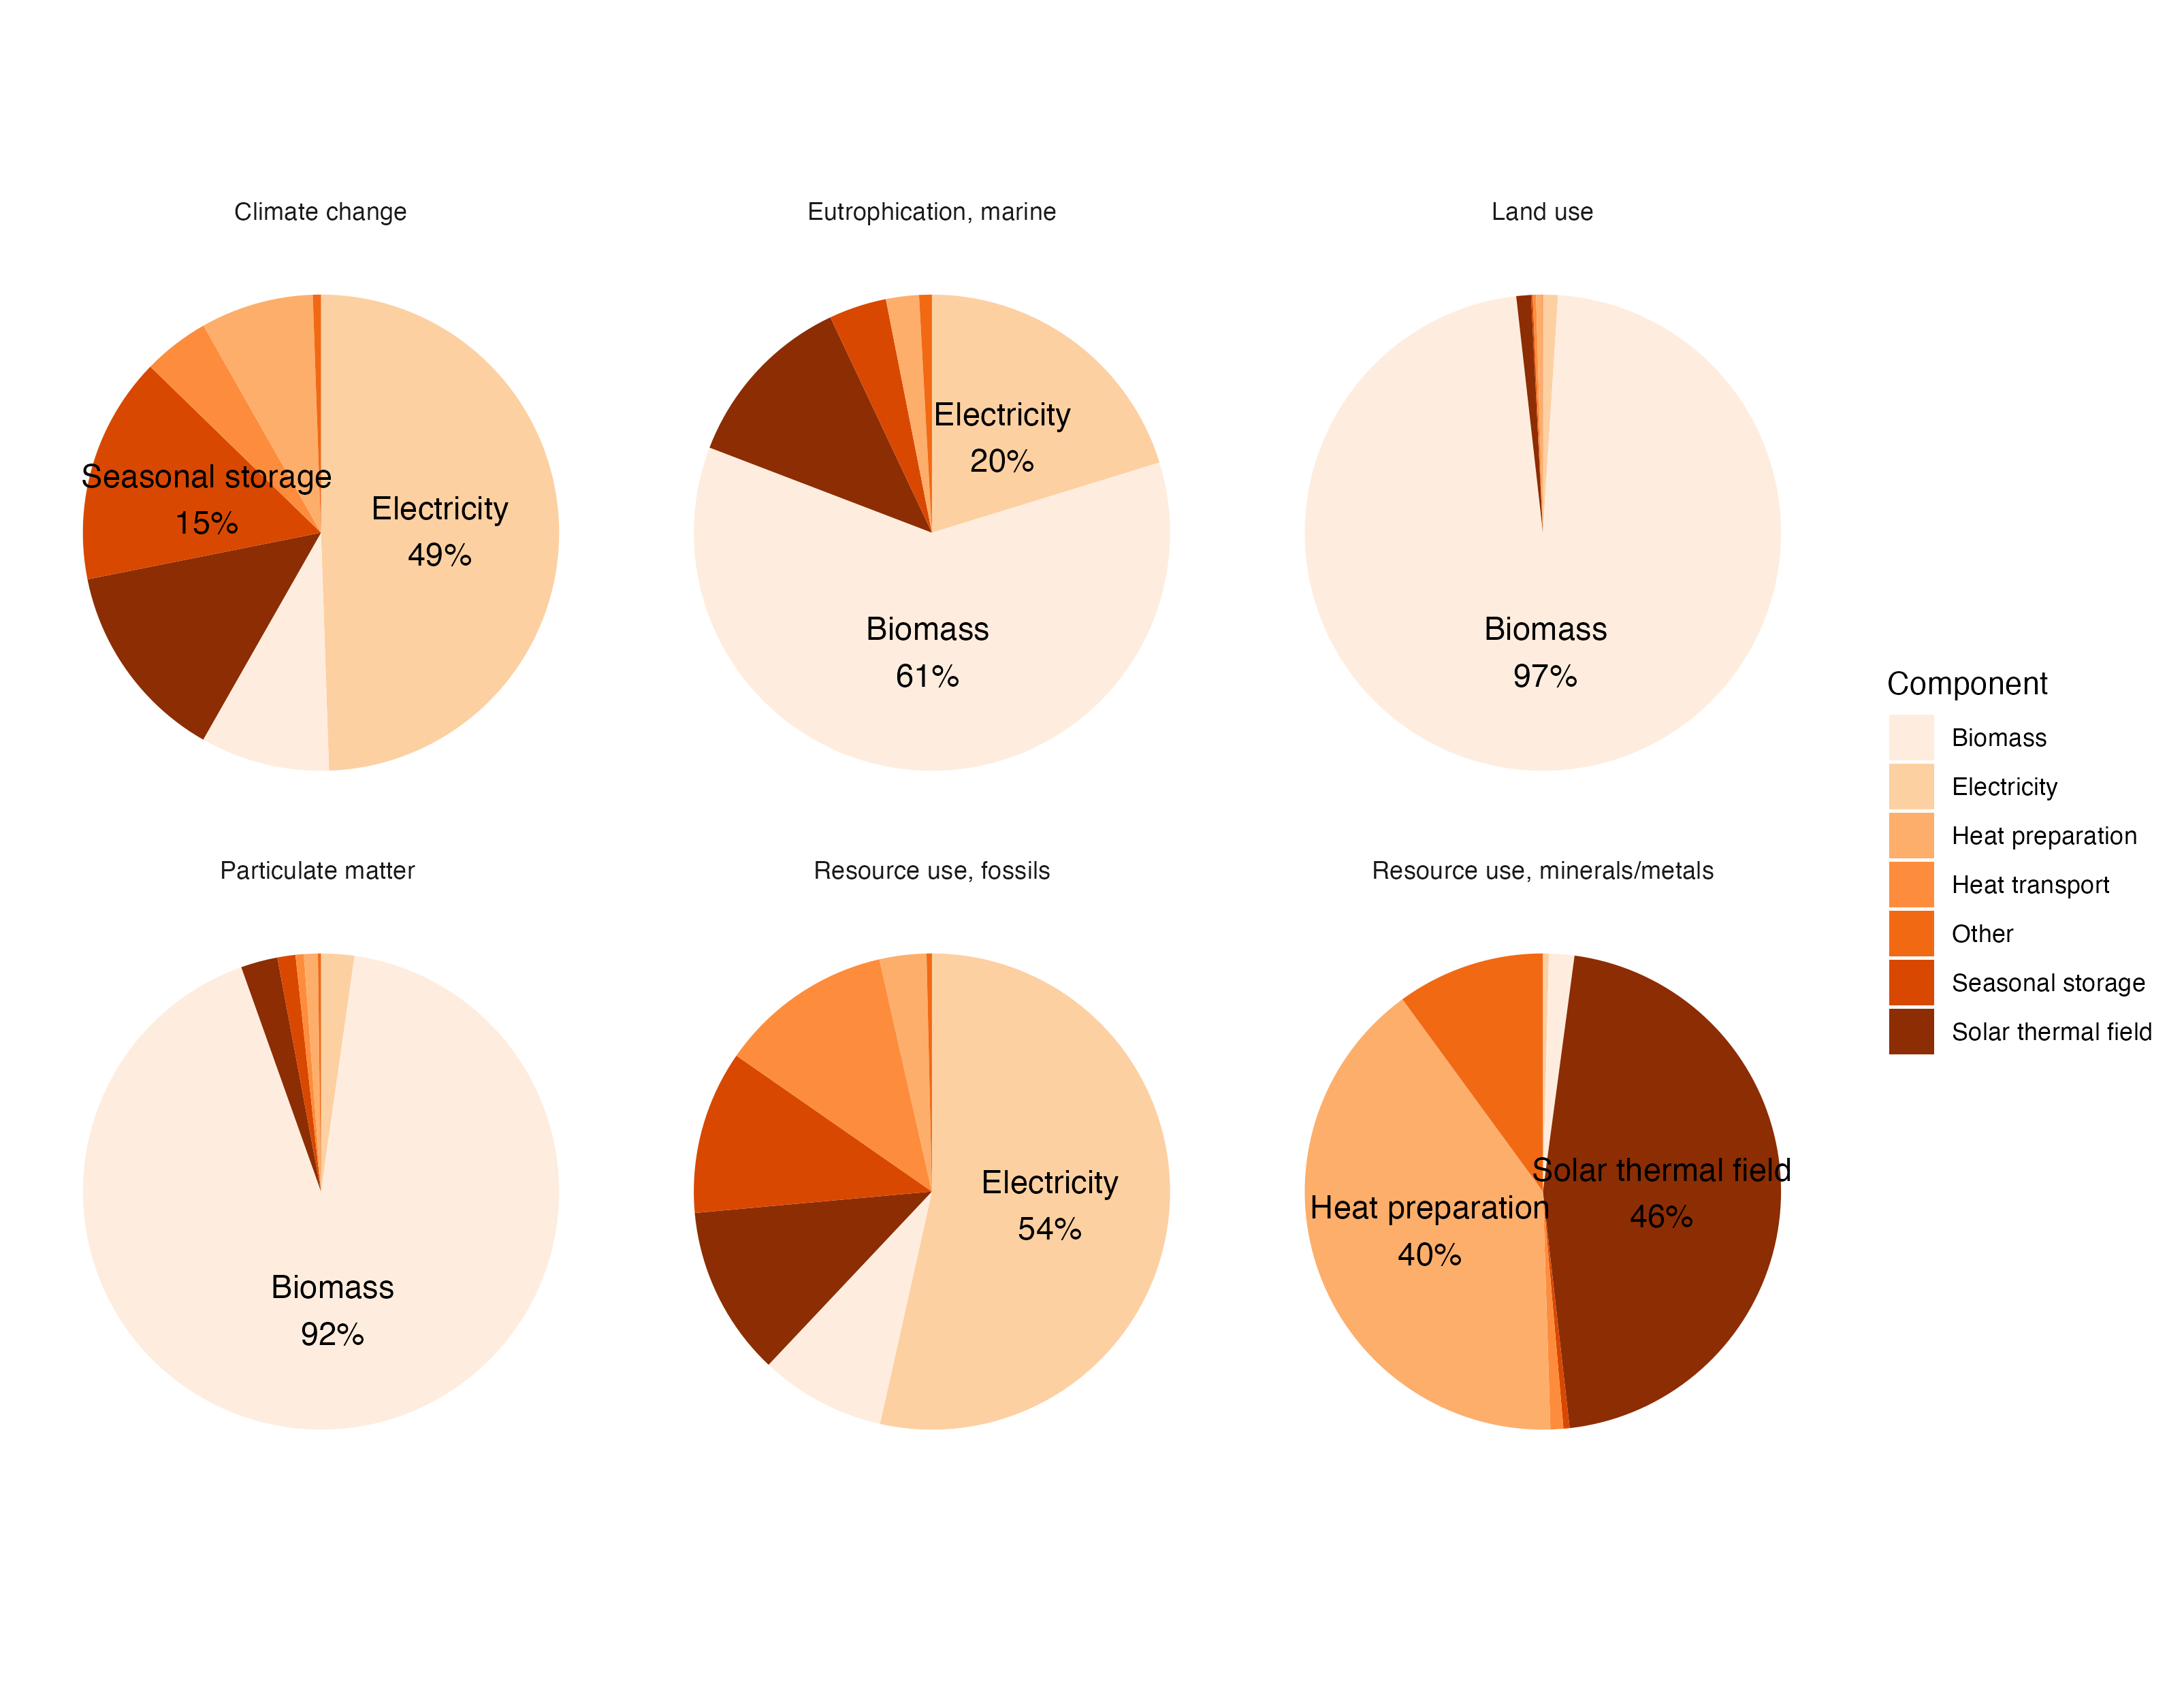 Climate change
Eutrophication, marine
Land use
Seasonal storage
15%
Electricity
49%
Electricity
20%
Biomass
61%
Biomass
97%
Particulate matter
Resource use, fossils
Resource use, minerals/metals
Biomass
92%
Electricity
54%
Heat preparation
40%
Solar thermal field
46%
Component
Biomass
Electricity
Heat preparation
Heat transport
Other
Seasonal storage
Solar thermal field